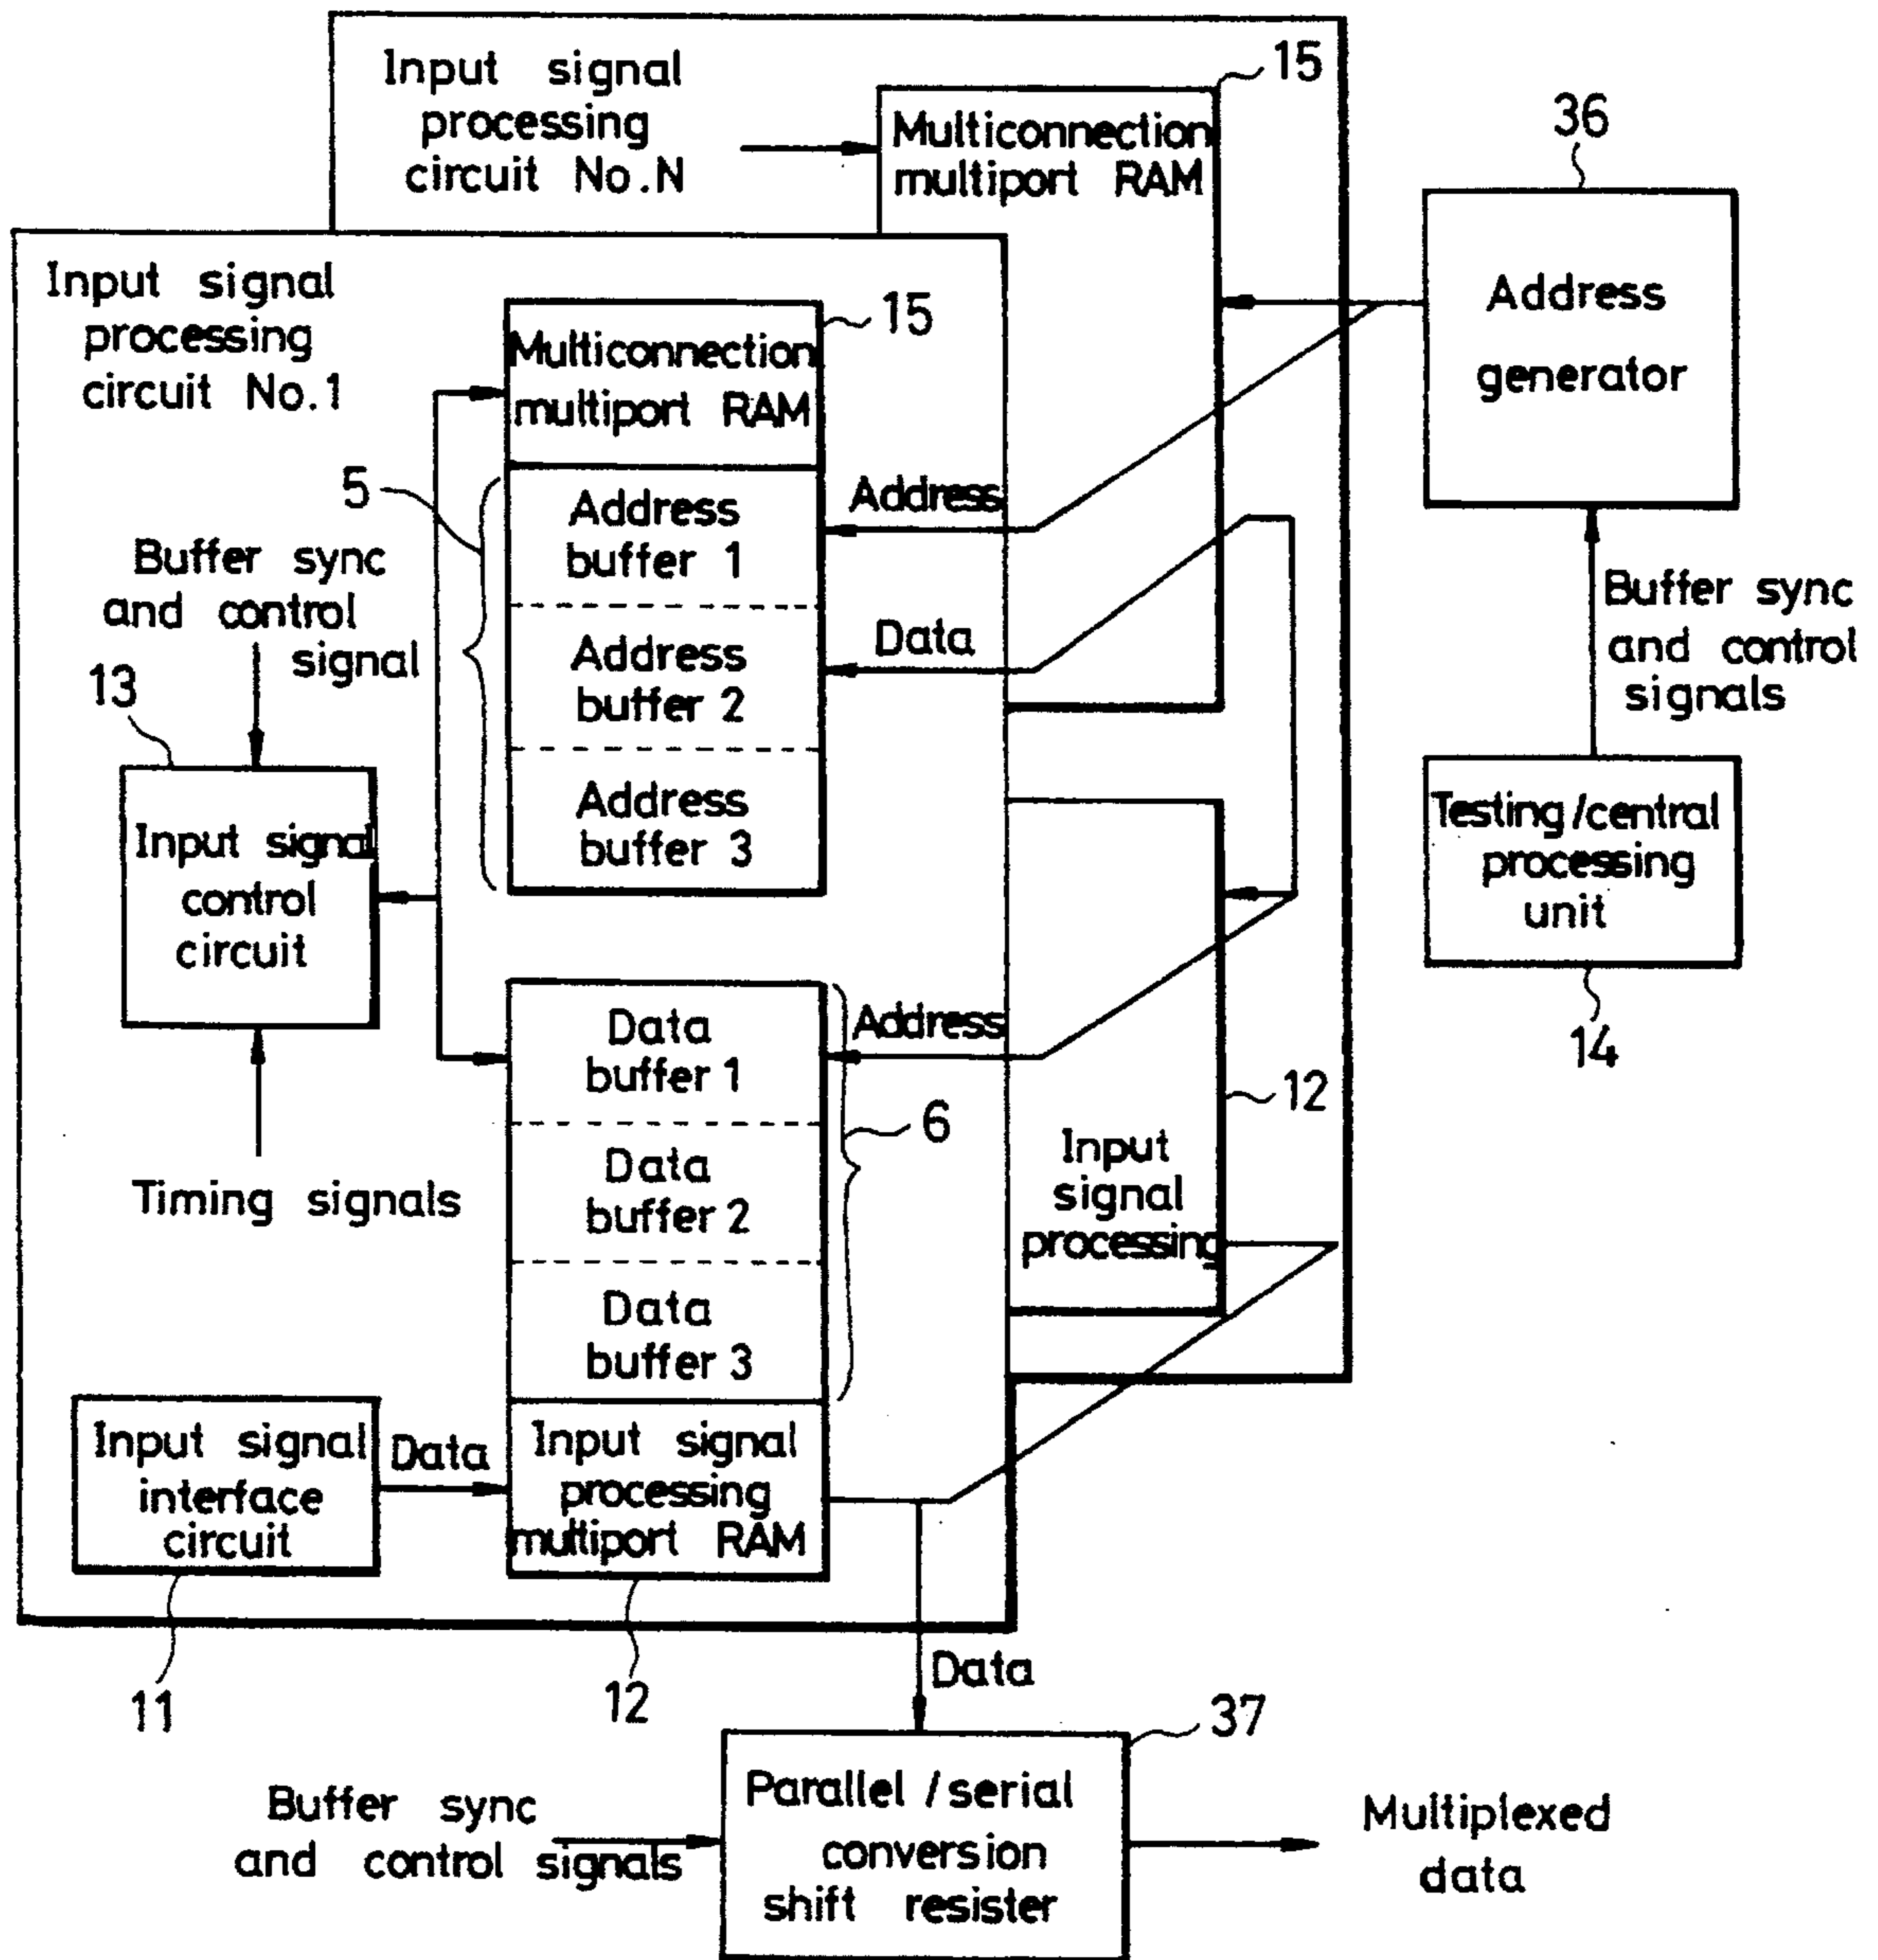 Input signal
processing
circuit No.N
15
Multiconnection
multiport RAM
36
Address
generator
Input signal
processing
circuit No.1
15
Multiconnection
multiport RAM
5
Address
buffer 1
Address
Address
buffer 2
Data
Address
buffer 3
Buffer sync
and control
signal
13
Input signal
control
circuit
Timing signals
Buffer sync
and control
signals
Testing/central
processing
unit
14
Data
buffer 1
Address
6
Data
buffer 2
Data
buffer 3
12
Input
signal
processing
Input signal
interface
circuit
Data
Input signal
processing
multiport RAM
11
12
Data
37
Buffer sync
and control signals
Parallel/serial
conversion
shift resister
Multiplexed
data